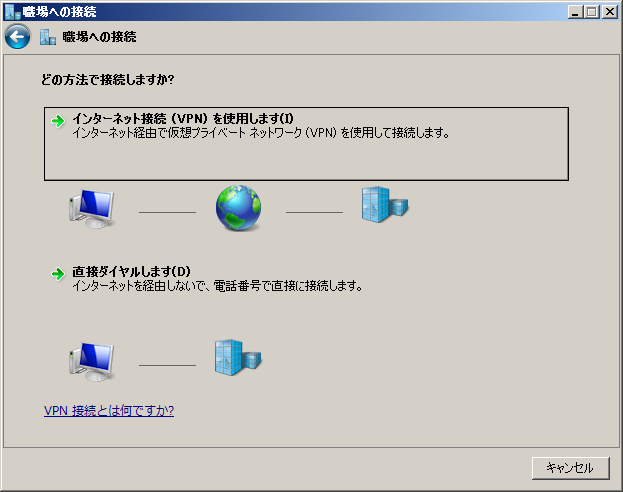 職場への接続
職場への接続
どの方法で接続しますか?
インターネット接続 (VPN) を使用します(I)
インターネット経由で仮想プライベート ネットワーク (VPN) を使用して接続します。
直接ダイヤルします(D)
インターネットを経由しないで、電話番号で直接に接続します。
VPN 接続とは何ですか?
キャンセル